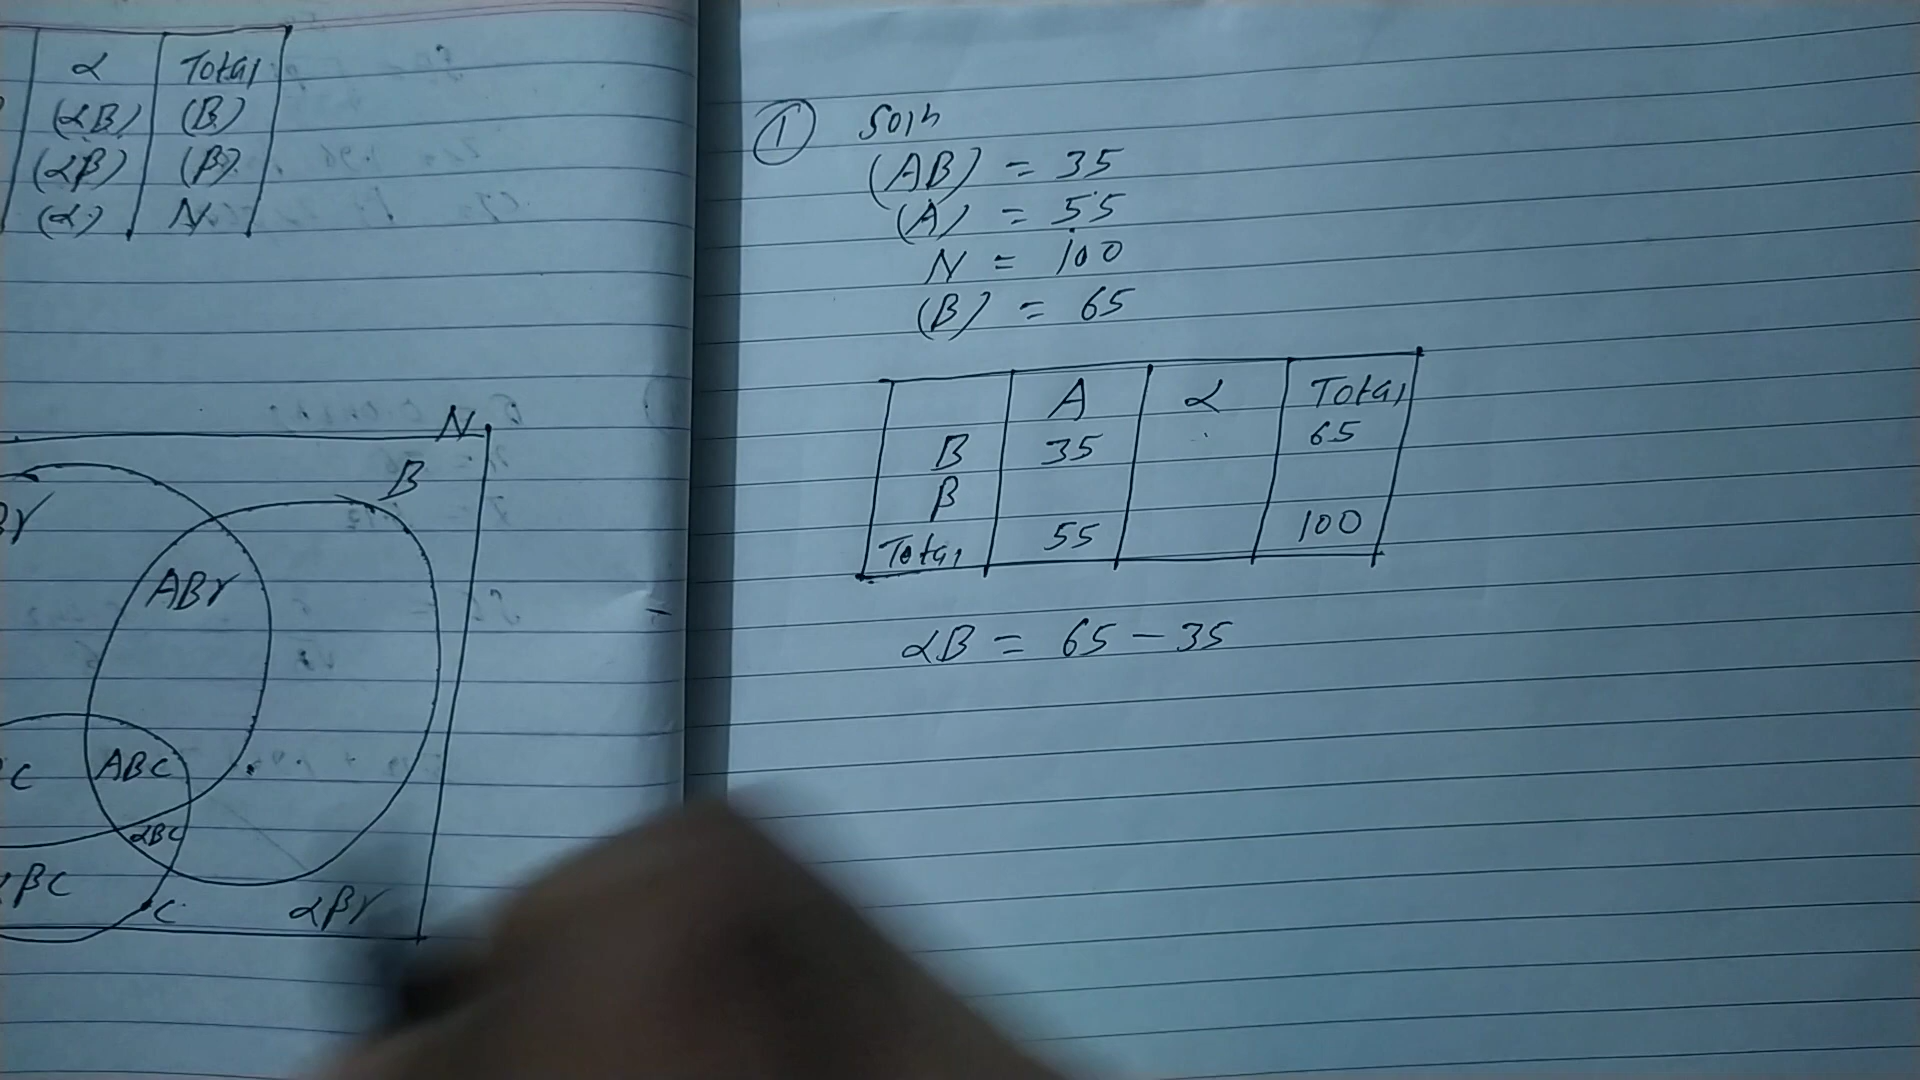 α Total
(αB) (B)
(αβ) (β)
(α) N
N
B
ABγ
ABC
αBC
C
αβγ
① Soln
(AB) = 35
(A) = 55
N = 100
(B) = 65
A α Total
B 35 65
β
Total 55 100
αB = 65 - 35